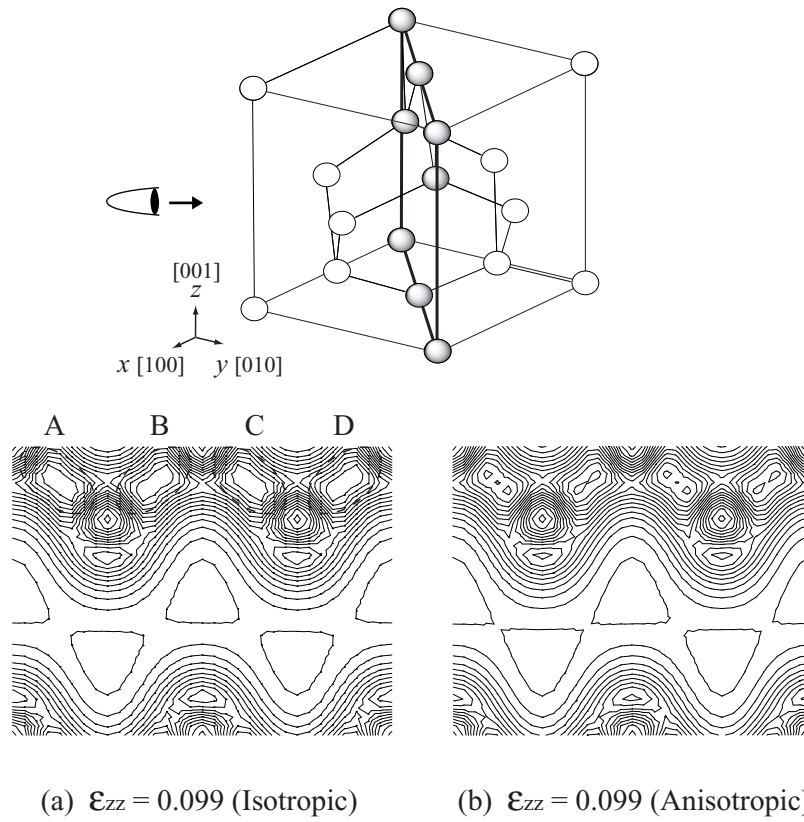 [001]
z
x [100] y [010]
A B C D
(a) εzz = 0.099 (Isotropic) (b) εzz = 0.099 (Anisotropic)